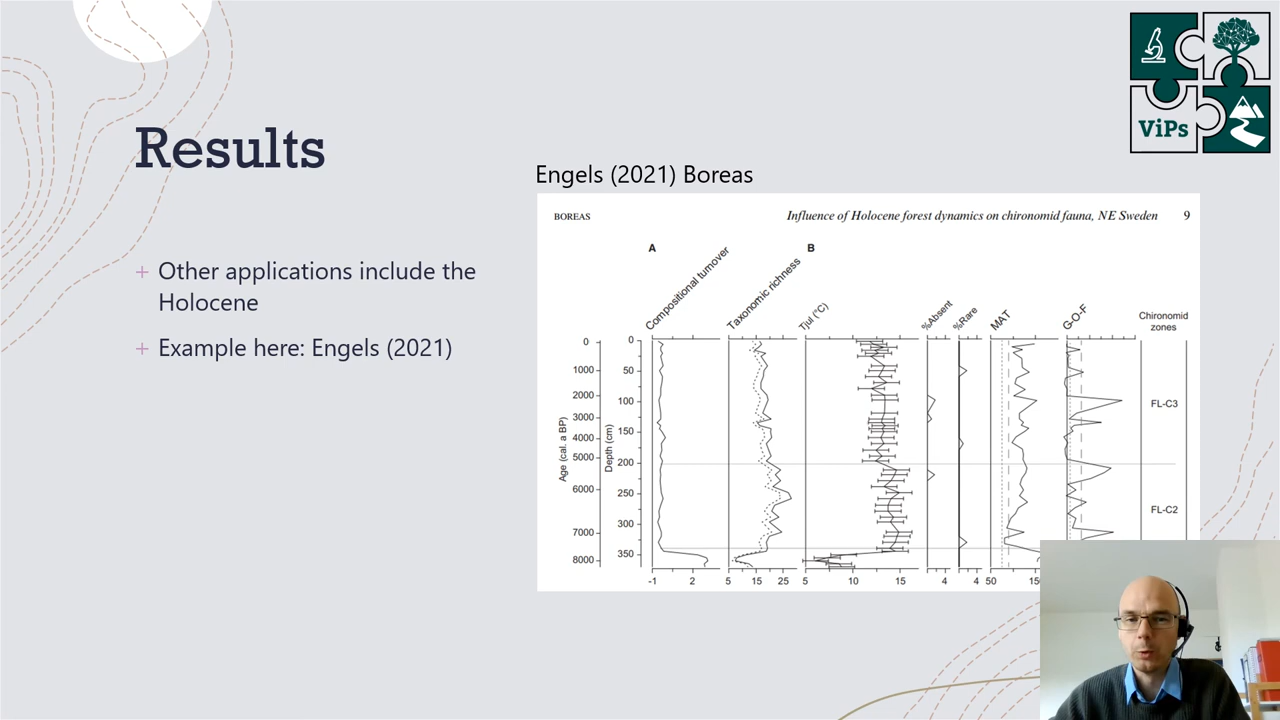 ViPs
Results
Engels (2021) Boreas
+ Other applications include the
Holocene
+ Example here: Engels (2021)
BOREAS
Influence of Holocene forest dynamics on chironomid fauna, NE Sweden
9
A
B
Compositional turnover
Taxonomic richness
Tjul (°C)
%Absent
%Rare
MAT
G-O-F
Chironomid
zones
Age (cal. a BP)
0
1000
2000
3000
4000
5000
6000
7000
8000
Depth (cm)
0
50
100
150
200
250
300
350
FL-C3
FL-C2
-1 2
5 15 25
5 10 15
4
4
50